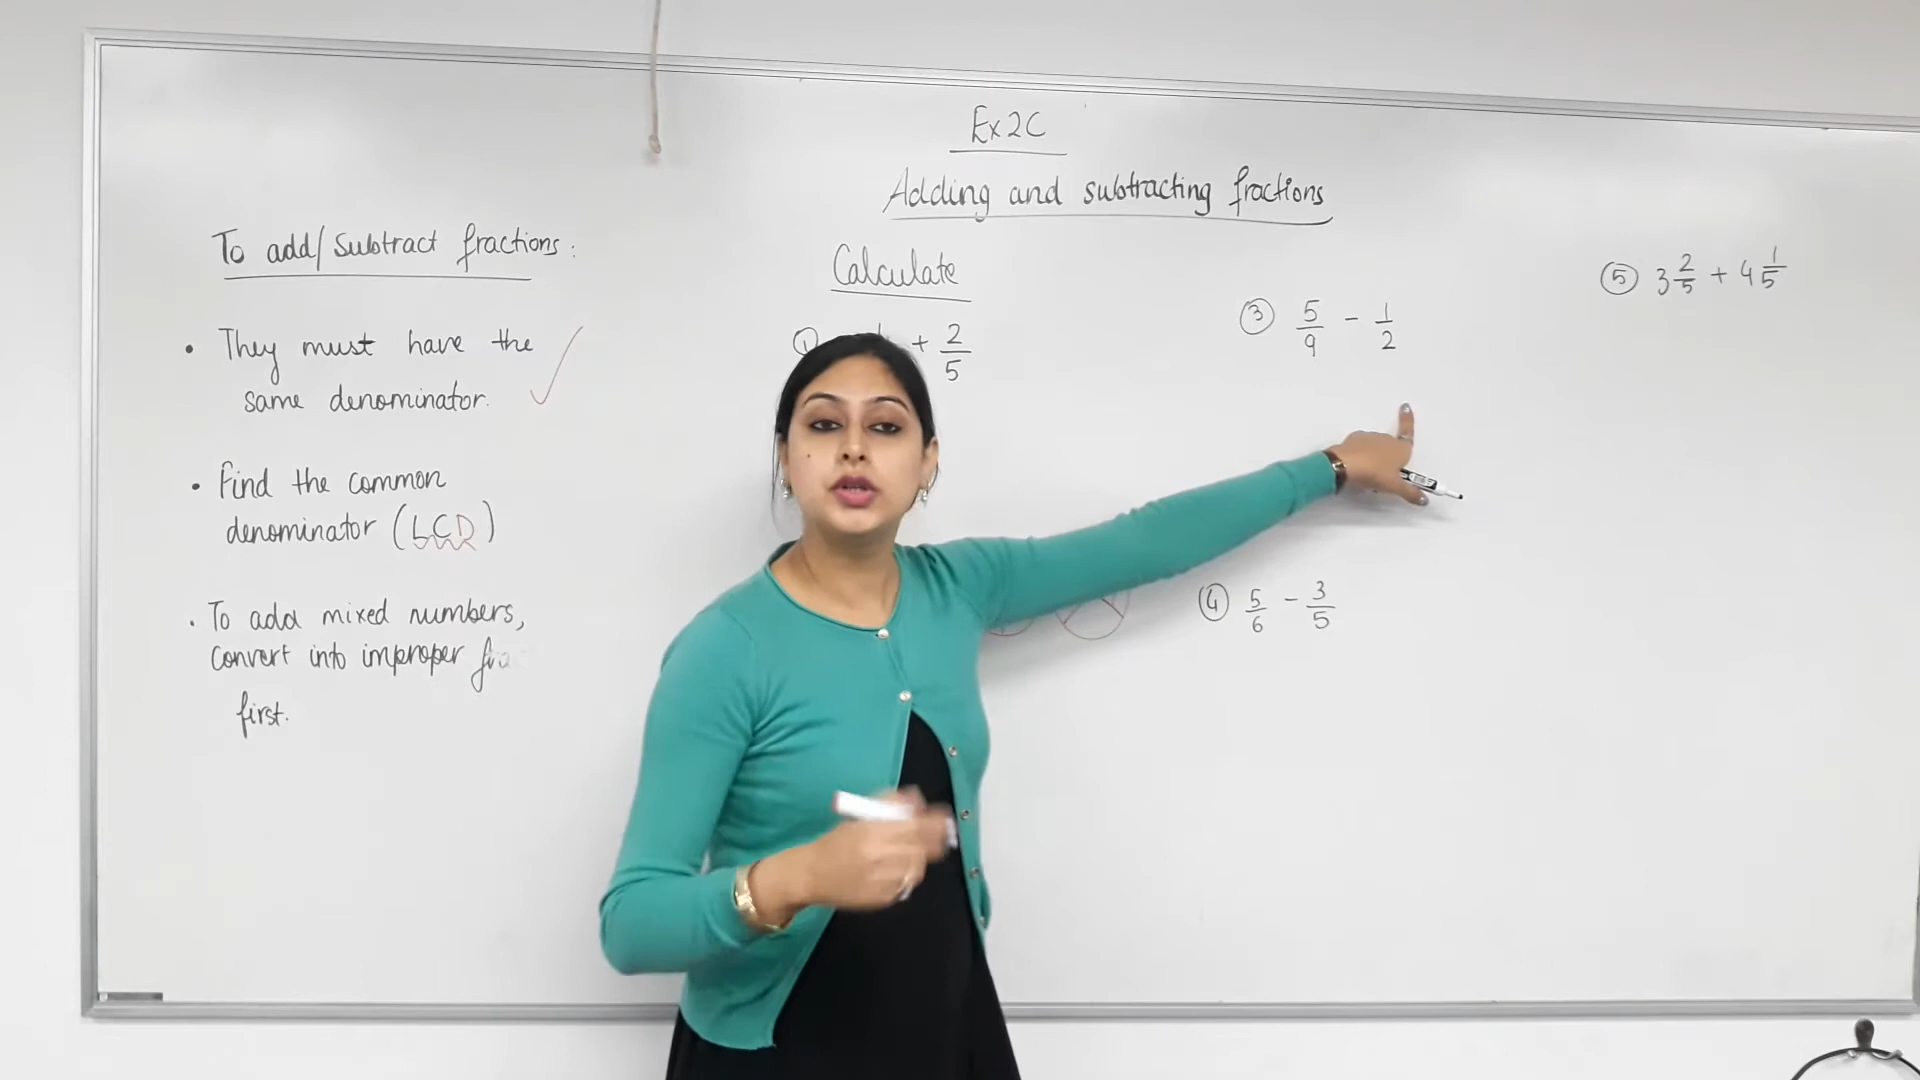 Ex2C
Adding and subtracting fractions
To add/Subtract fractions:
• They must have the
same denominator.
• Find the common
denominator (LCD)
• To add mixed numbers,
convert into improper
first.
Calculate
① + 2/5
③ 5/9 - 1/2
④ 5/6 - 3/5
⑤ 3 2/5 + 4 1/5